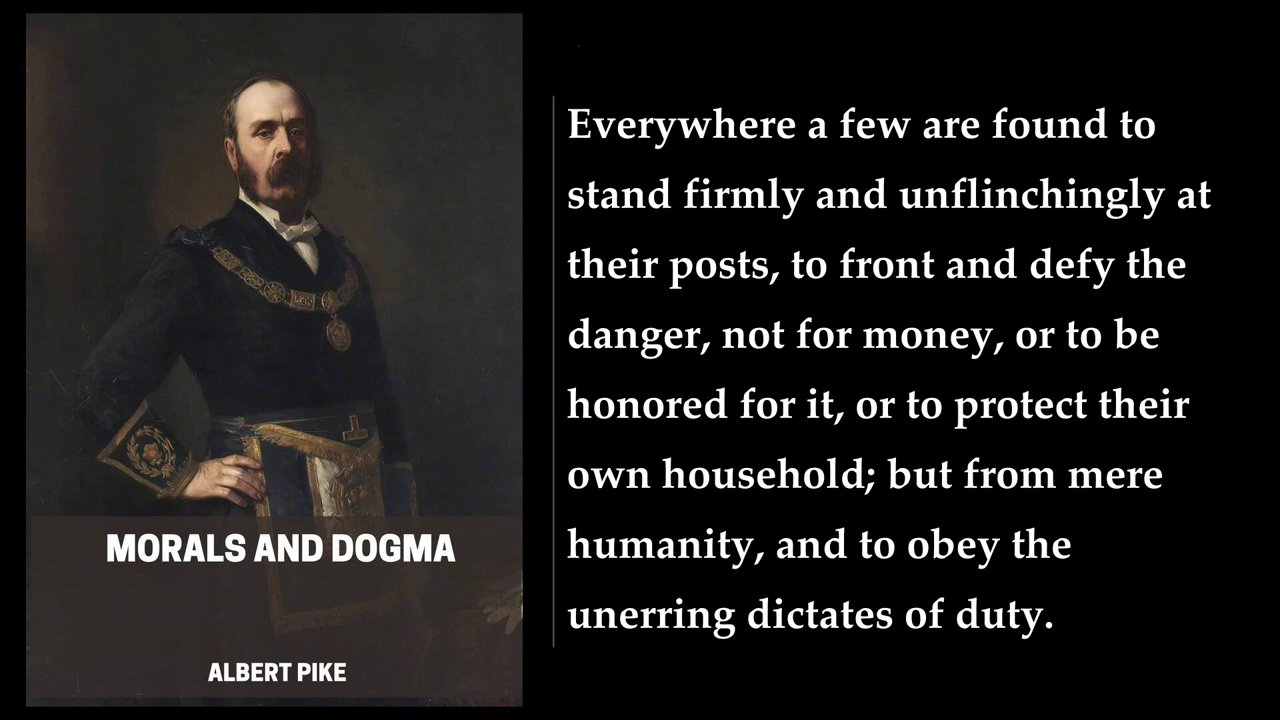 MORALS AND DOGMA
ALBERT PIKE
Everywhere a few are found to
stand firmly and unflinchingly at
their posts, to front and defy the
danger, not for money, or to be
honored for it, or to protect their
own household; but from mere
humanity, and to obey the
unerring dictates of duty.